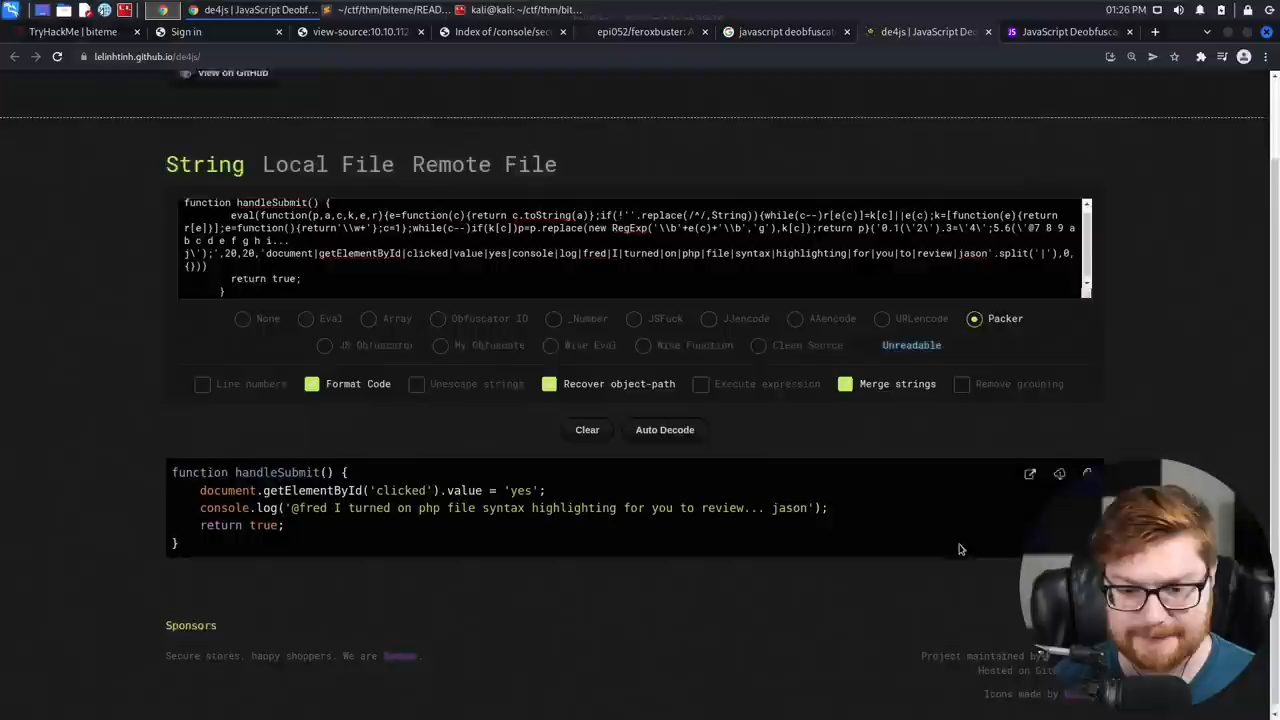 ~/ctf/thm/biteme/READ...
kali@kali: ~/ctf/thm/bit...
01:26 PM
TryHackMe | biteme
Sign in
view-source:10.10.112
Index of /console/sec
epi052/feroxbuster: A
javascript deobfuscat
de4js | JavaScript Deo
JavaScript Deobfusca
de4js | JavaScript Deobf...
lelinhtinh.github.io/de4js/
View on GitHub
String Local File Remote File
function handleSubmit() {
eval(function(p,a,c,k,e,r){e=function(c){return c.toString(a)};if(!''.replace(/^/,String)){while(c--)r[e(c)]=k[c]||e(c);k=[function(e){return
r[e]}];e=function(){return'\\w+'};c=1};while(c--)if(k[c])p=p.replace(new RegExp('\\b'+e(c)+'\\b','g'),k[c]);return p}('0.1(\'2\').3=\'4\';5.6(\'@7 8 9 a
b c d e f g h i...
j\');',20,20,'document|getElementById|clicked|value|yes|console|log|fred|I|turned|on|php|file|syntax|highlighting|for|you|to|review|jason'.split('|'),0,
{}))
return true;
}
None Eval Array Obfuscator IO _Number JSFuck JJencode AAencode URLencode Packer
JS Obfuscator My Obfuscate Wise Eval Wise Function Clean Source Unreadable
Line numbers Format Code Unescape strings Recover object-path Execute expression Merge strings Remove grouping
Clear Auto Decode
function handleSubmit() {
document.getElementById('clicked').value = 'yes';
console.log('@fred I turned on php file syntax highlighting for you to review... jason');
return true;
}
Sponsors
Secure stores, happy shoppers. We are
Project maintained by
Hosted on
Icons made by